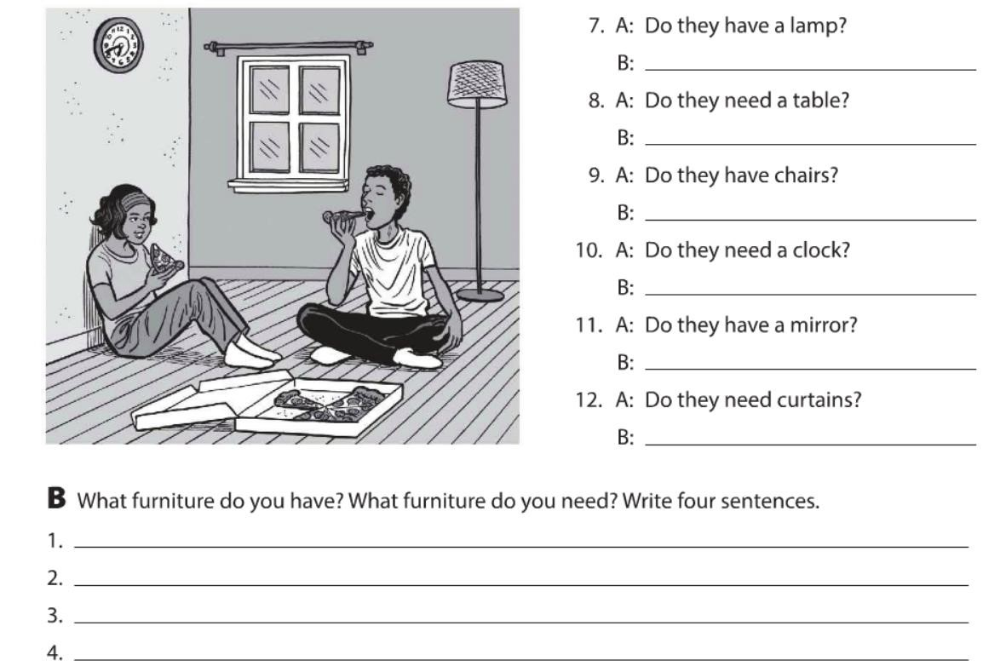 7. A: Do they have a lamp?
B:
8. A: Do they need a table?
B:
9. A: Do they have chairs?
B:
10. A: Do they need a clock?
B:
11. A: Do they have a mirror?
B:
12. A: Do they need curtains?
B:
B What furniture do you have? What furniture do you need? Write four sentences.
1.
2.
3.
4.